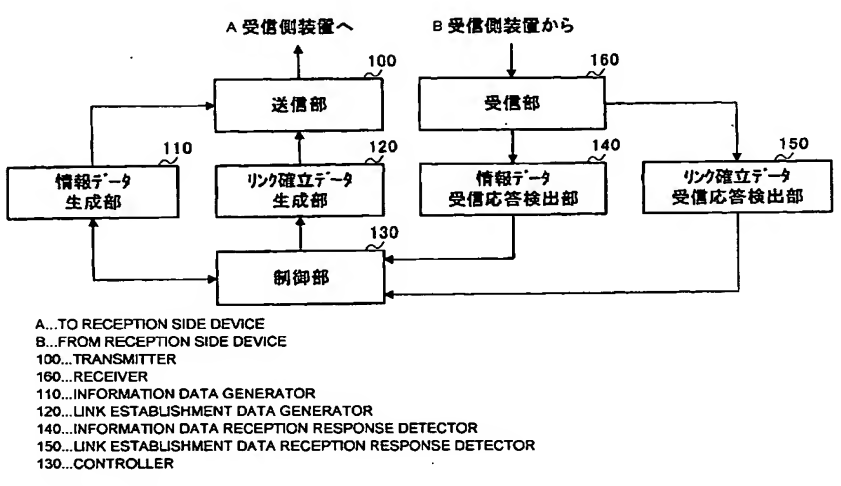 A 受信側装置へ
B 受信側装置から
100
送信部
160
受信部
110
情報データ
生成部
120
リンク確立データ
生成部
140
情報データ
受信応答検出部
150
リンク確立データ
受信応答検出部
130
制御部
A...TO RECEPTION SIDE DEVICE
B...FROM RECEPTION SIDE DEVICE
100...TRANSMITTER
160...RECEIVER
110...INFORMATION DATA GENERATOR
120...LINK ESTABLISHMENT DATA GENERATOR
140...INFORMATION DATA RECEPTION RESPONSE DETECTOR
150...LINK ESTABLISHMENT DATA RECEPTION RESPONSE DETECTOR
130...CONTROLLER